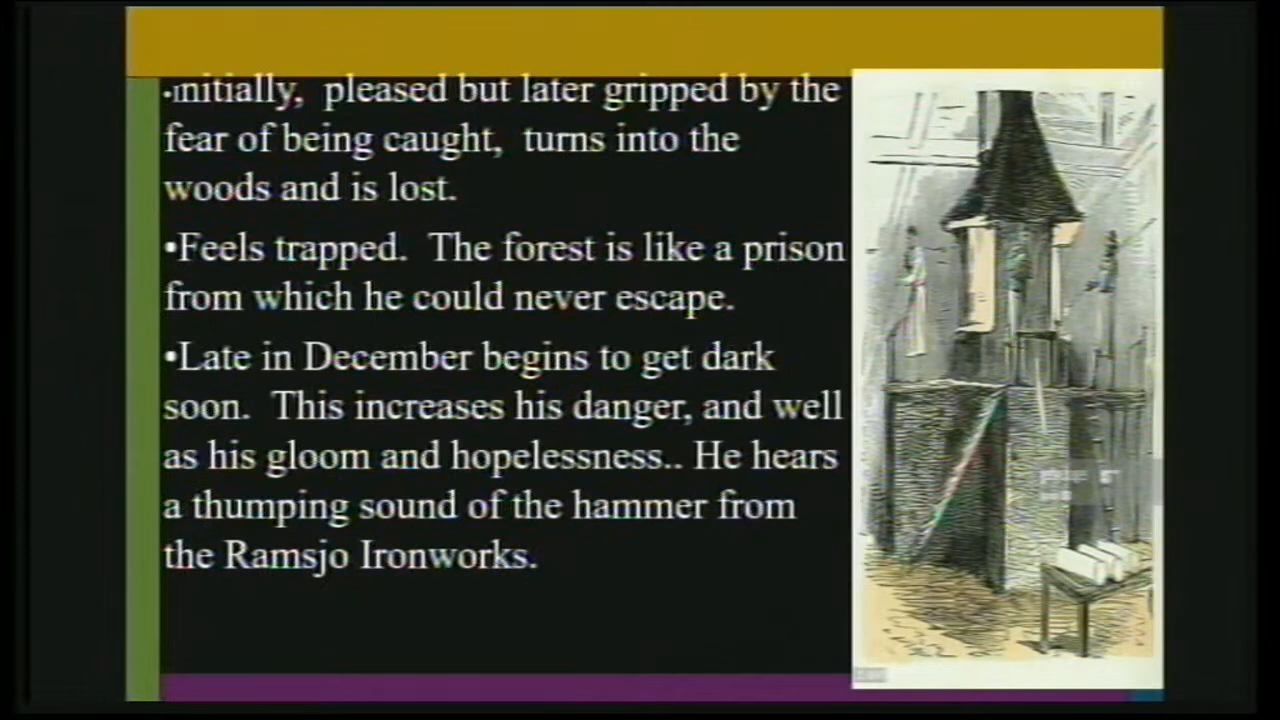 •Initially, pleased but later gripped by the
fear of being caught, turns into the
woods and is lost.
•Feels trapped. The forest is like a prison
from which he could never escape.
•Late in December begins to get dark
soon. This increases his danger, and well
as his gloom and hopelessness.. He hears
a thumping sound of the hammer from
the Ramsjo Ironworks.